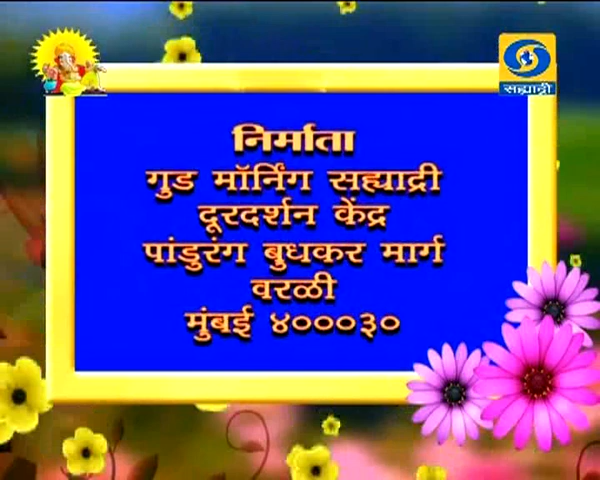 सह्याद्री
निर्माता
गुड मॉर्निंग सह्याद्री
दूरदर्शन केंद्र
पांडुरंग बुधकर मार्ग
वरळी
मुंबई ४०००३०